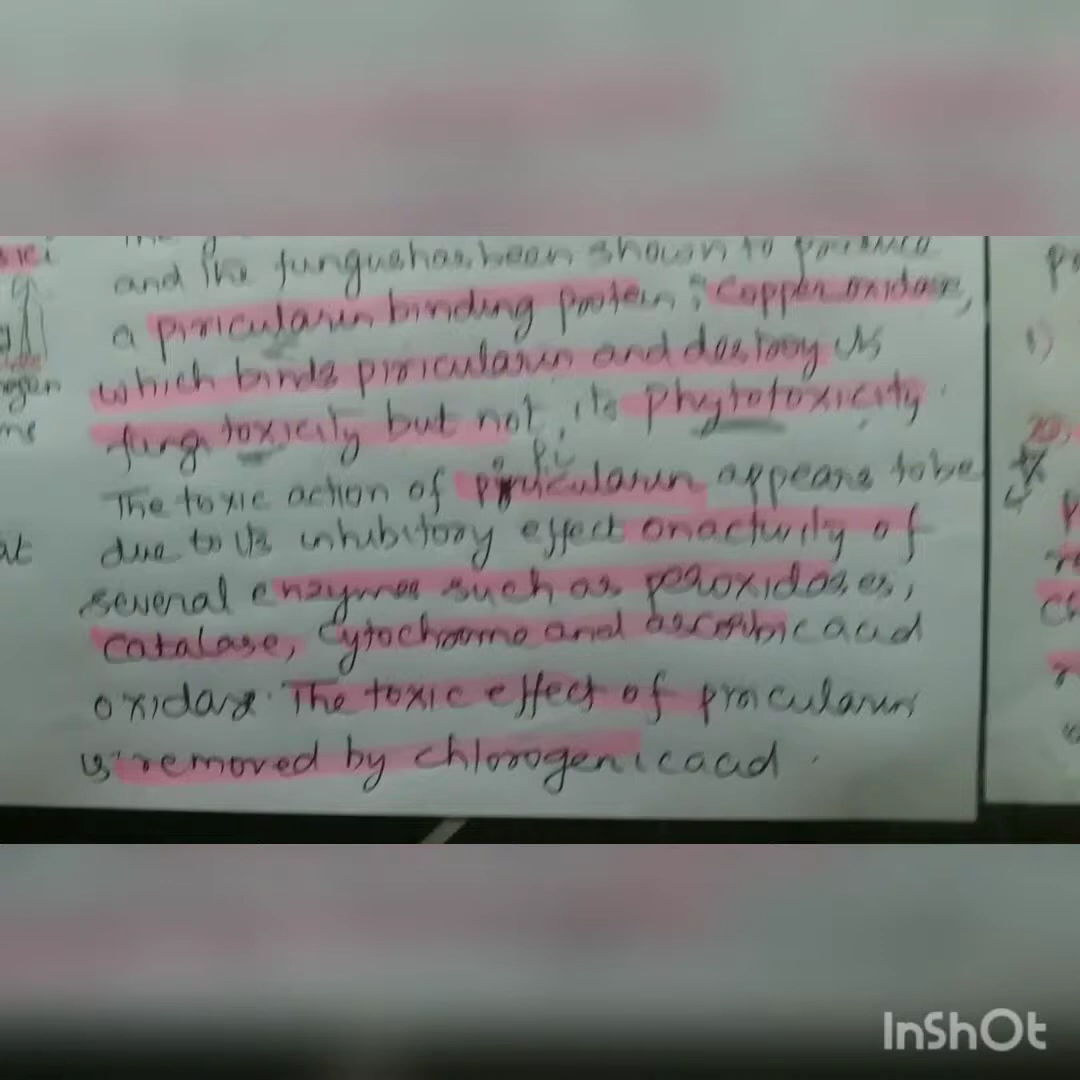 and the fungus has been shown to produce
a piricularin binding protein; copper oxidase,
which binds piricularin and destroy its
fungitoxicity but not its phytotoxicity.
The toxic action of piricularin appears to be
due to its inhibitory effect on activity of
several enzymes such as peroxidases,
catalase, cytochrome and ascorbic acid
oxidase. The toxic effect of piricularin
is removed by chlorogenic acid.
InShOt